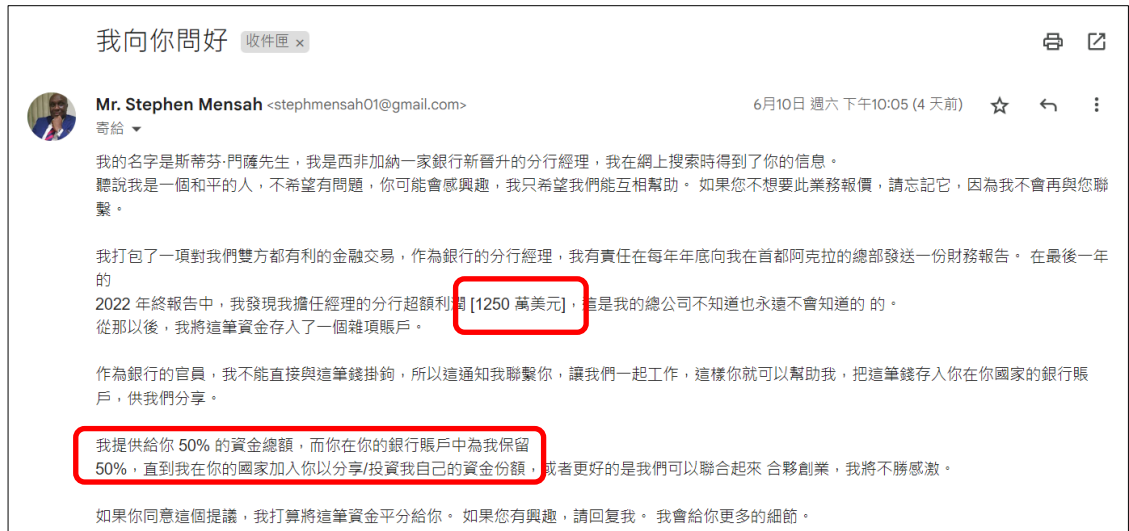 我向你問好 收件匣 ×
Mr. Stephen Mensah <stephmensah01@gmail.com> 6月10日 週六 下午10:05 (4 天前)
寄給
我的名字是斯蒂芬·門薩先生，我是西非加納一家銀行新晉升的分行經理，我在網上搜索時得到了你的信息。
聽說我是一個和平的人，不希望有問題，你可能會感興趣，我只希望我們能互相幫助。 如果您不想要此業務報價，請忘記它，因為我不會再與您聯
繫。
我打包了一項對我們雙方都有利的金融交易，作為銀行的分行經理，我有責任在每年年底向我在首都阿克拉的總部發送一份財務報告。 在最後一年
的
2022 年終報告中，我發現我擔任經理的分行超額利潤 [1250 萬美元]，這是我的總公司不知道也永遠不會知道的 的。
從那以後，我將這筆資金存入了一個雜項賬戶。
作為銀行的官員，我不能直接與這筆錢掛鉤，所以這通知我聯繫你，讓我們一起工作，這樣你就可以幫助我，把這筆錢存入你在你國家的銀行賬
戶，供我們分享。
我提供給你 50% 的資金總額，而你在你的銀行賬戶中為我保留
50%，直到我在你的國家加入你以分享/投資我自己的資金份額，或者更好的是我們可以聯合起來 合夥創業，我將不勝感激。
如果你同意這個提議，我打算將這筆資金平分給你。 如果您有興趣，請回复我。 我會給你更多的細節。